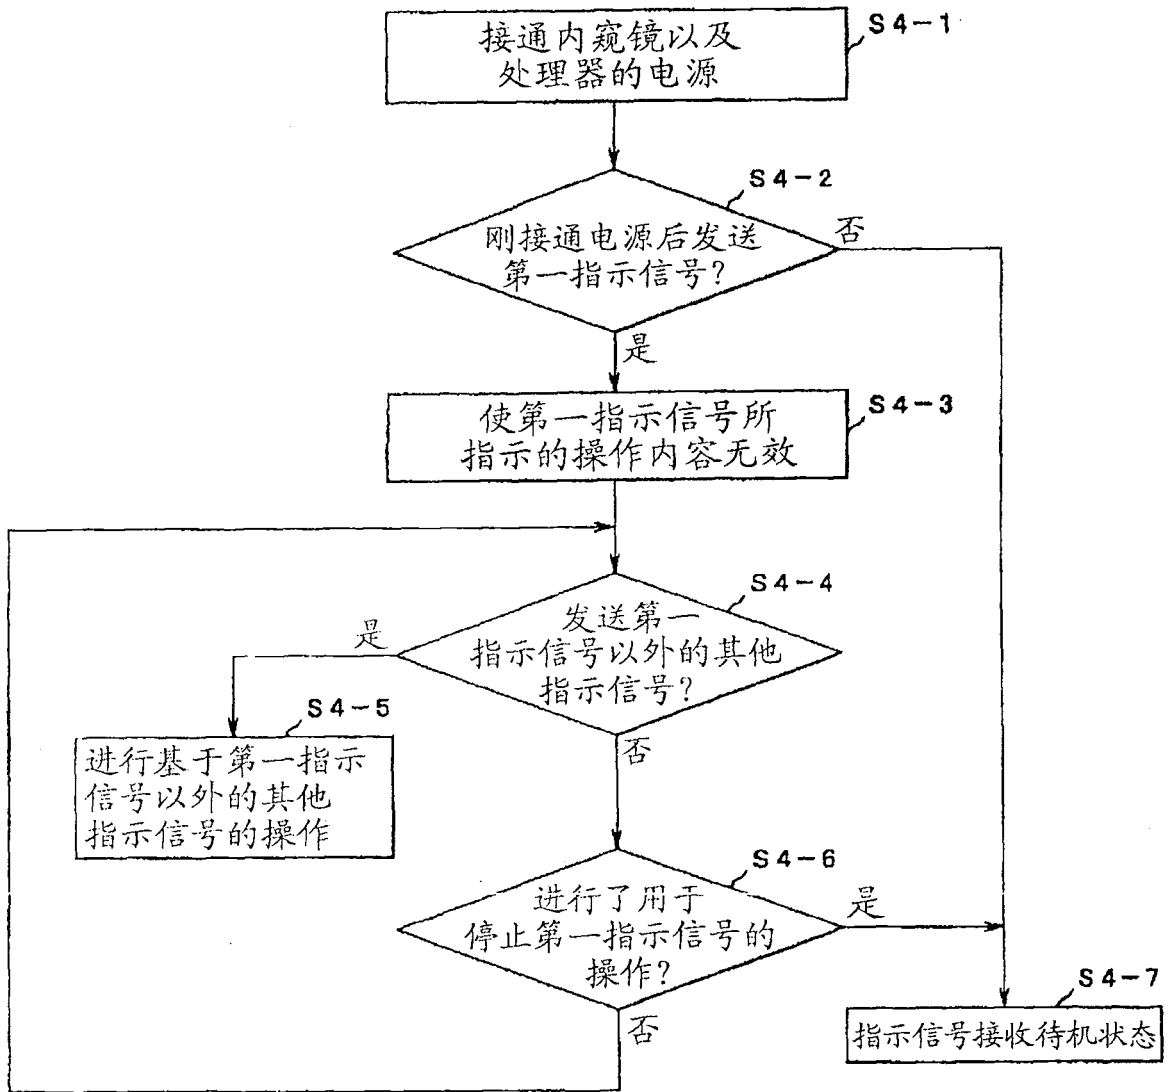 接通内窥镜以及
处理器的电源
S4-1
S4-2
刚接通电源后发送
第一指示信号?
否
是
使第一指示信号所
指示的操作内容无效
S4-3
S4-4
发送第一
指示信号以外的其他
指示信号?
是
否
S4-5
进行基于第一指示
信号以外的其他
指示信号的操作
S4-6
进行了用于
停止第一指示信号的
操作?
是
否
S4-7
指示信号接收待机状态